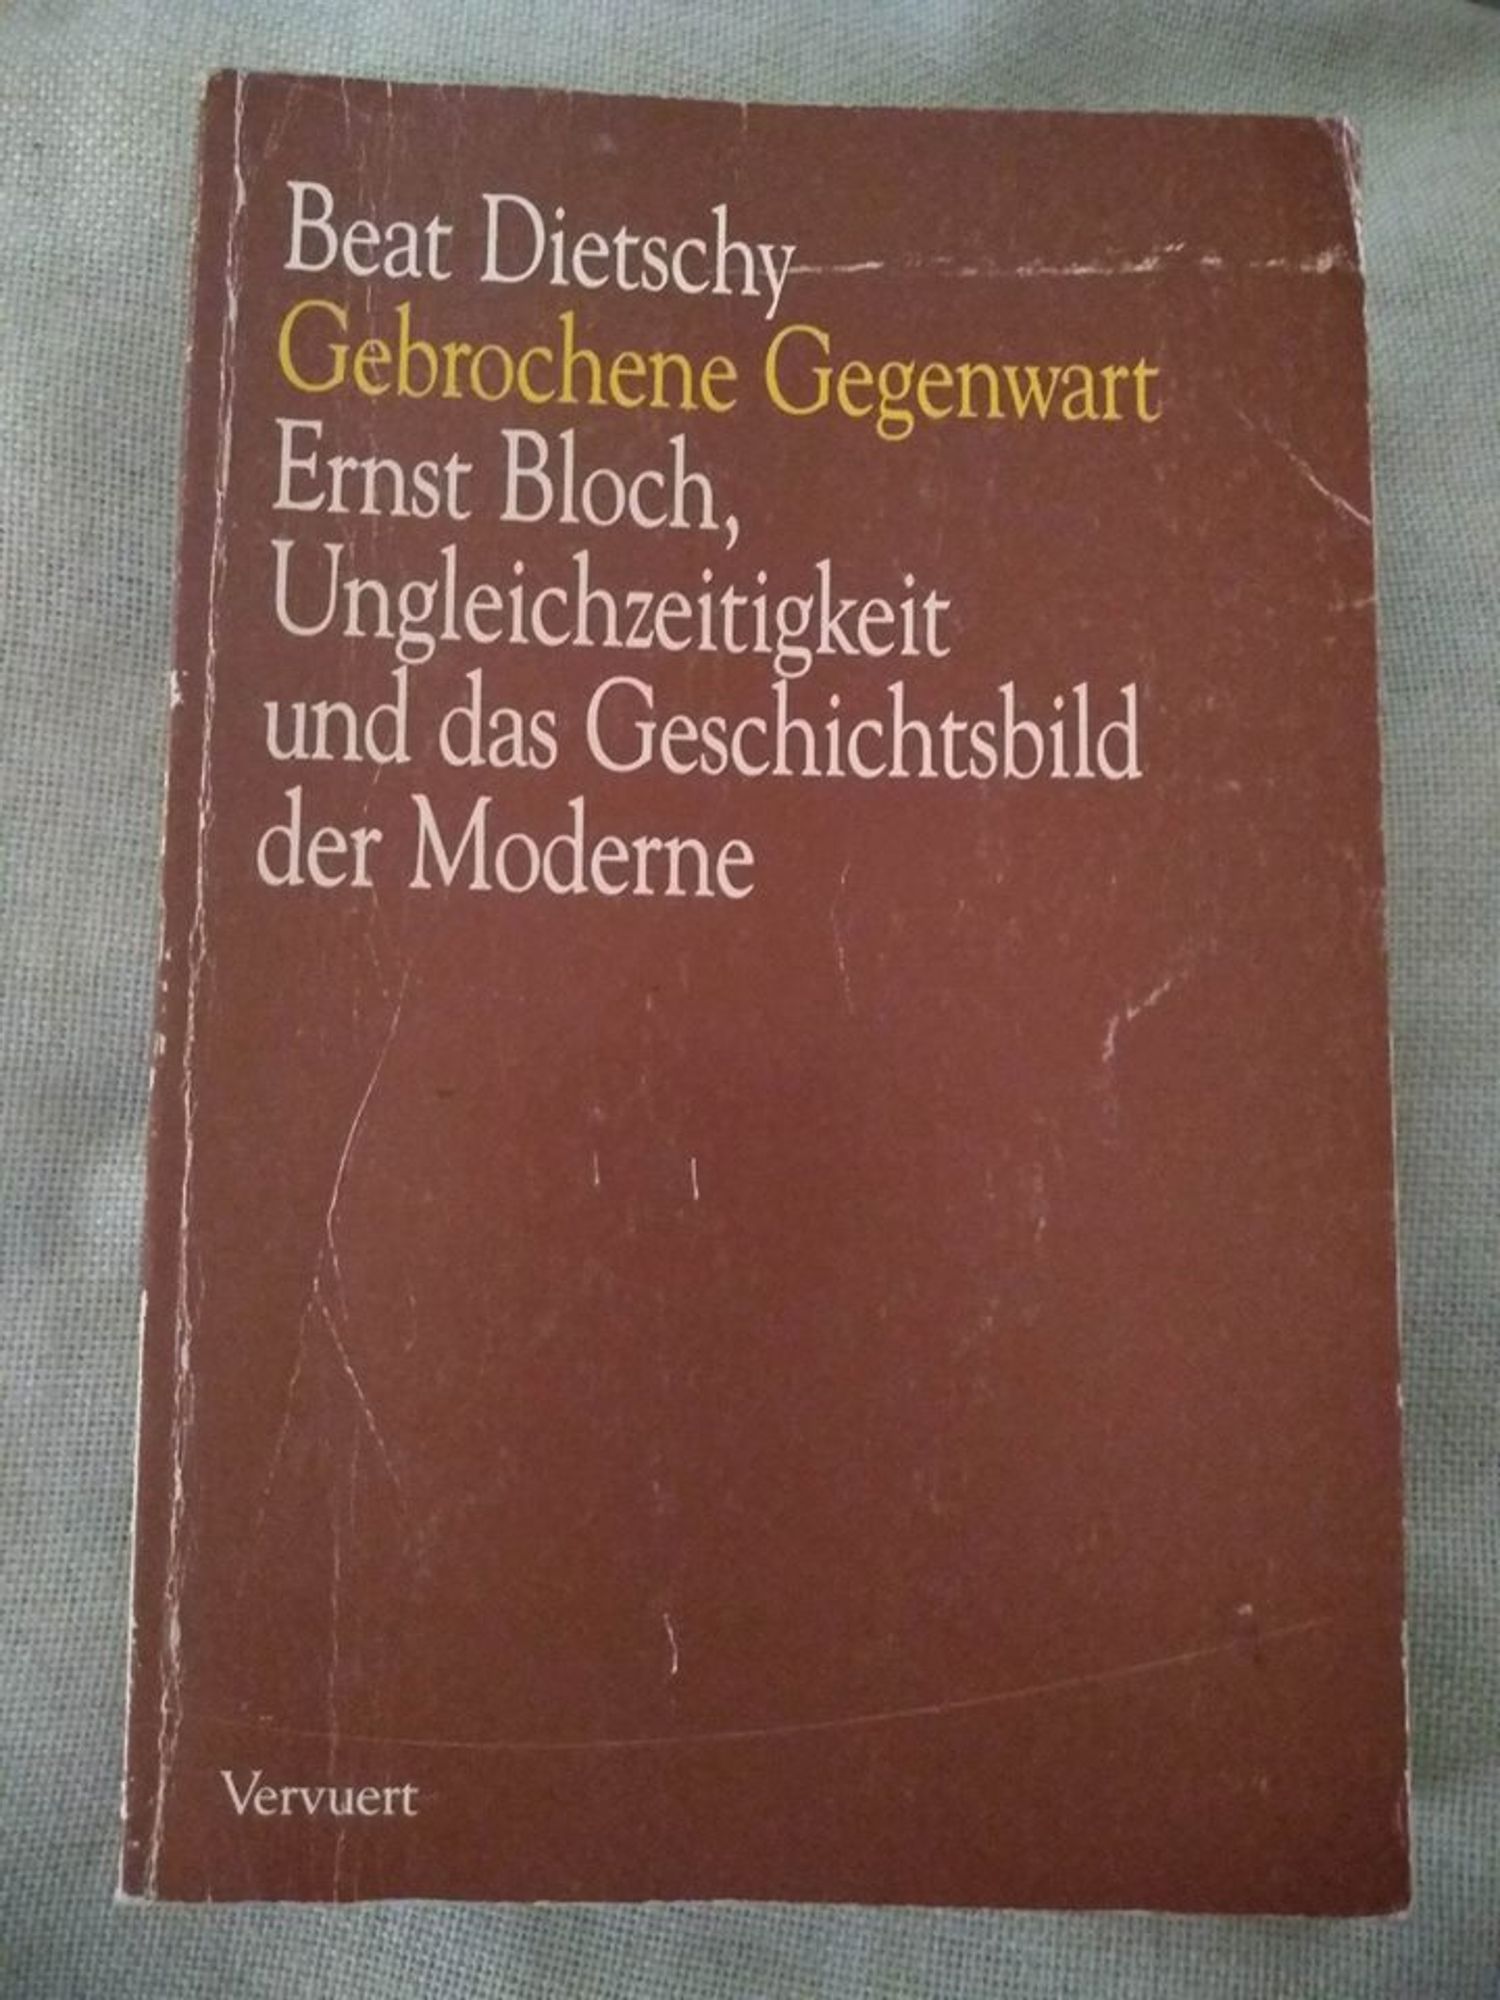 Beat Dietschy
Gebrochene Gegenwart
Ernst Bloch,
Ungleichzeitigkeit
und das Geschichtsbild
der Moderne
Vervuert